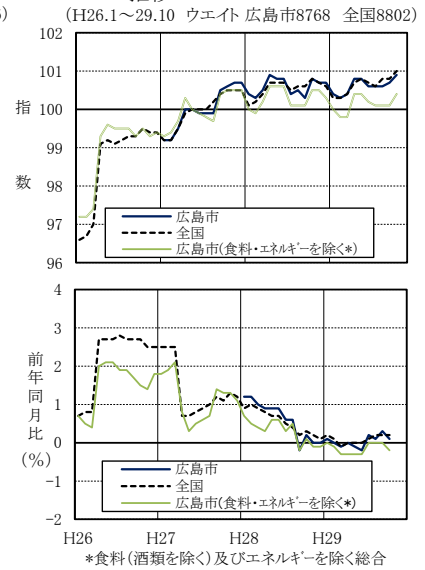 (H26.1～29.10 ウエイト 広島市8768 全国8802)
102
101
100
99
98
97
96
指
数
広島市
全国
広島市(食料・エネルギーを除く*)
4
3
2
1
0
-1
-2
前年同月比
(%)
広島市
全国
広島市(食料・エネルギーを除く*)
H26
H27
H28
H29
*食料(酒類を除く)及びエネルギーを除く総合